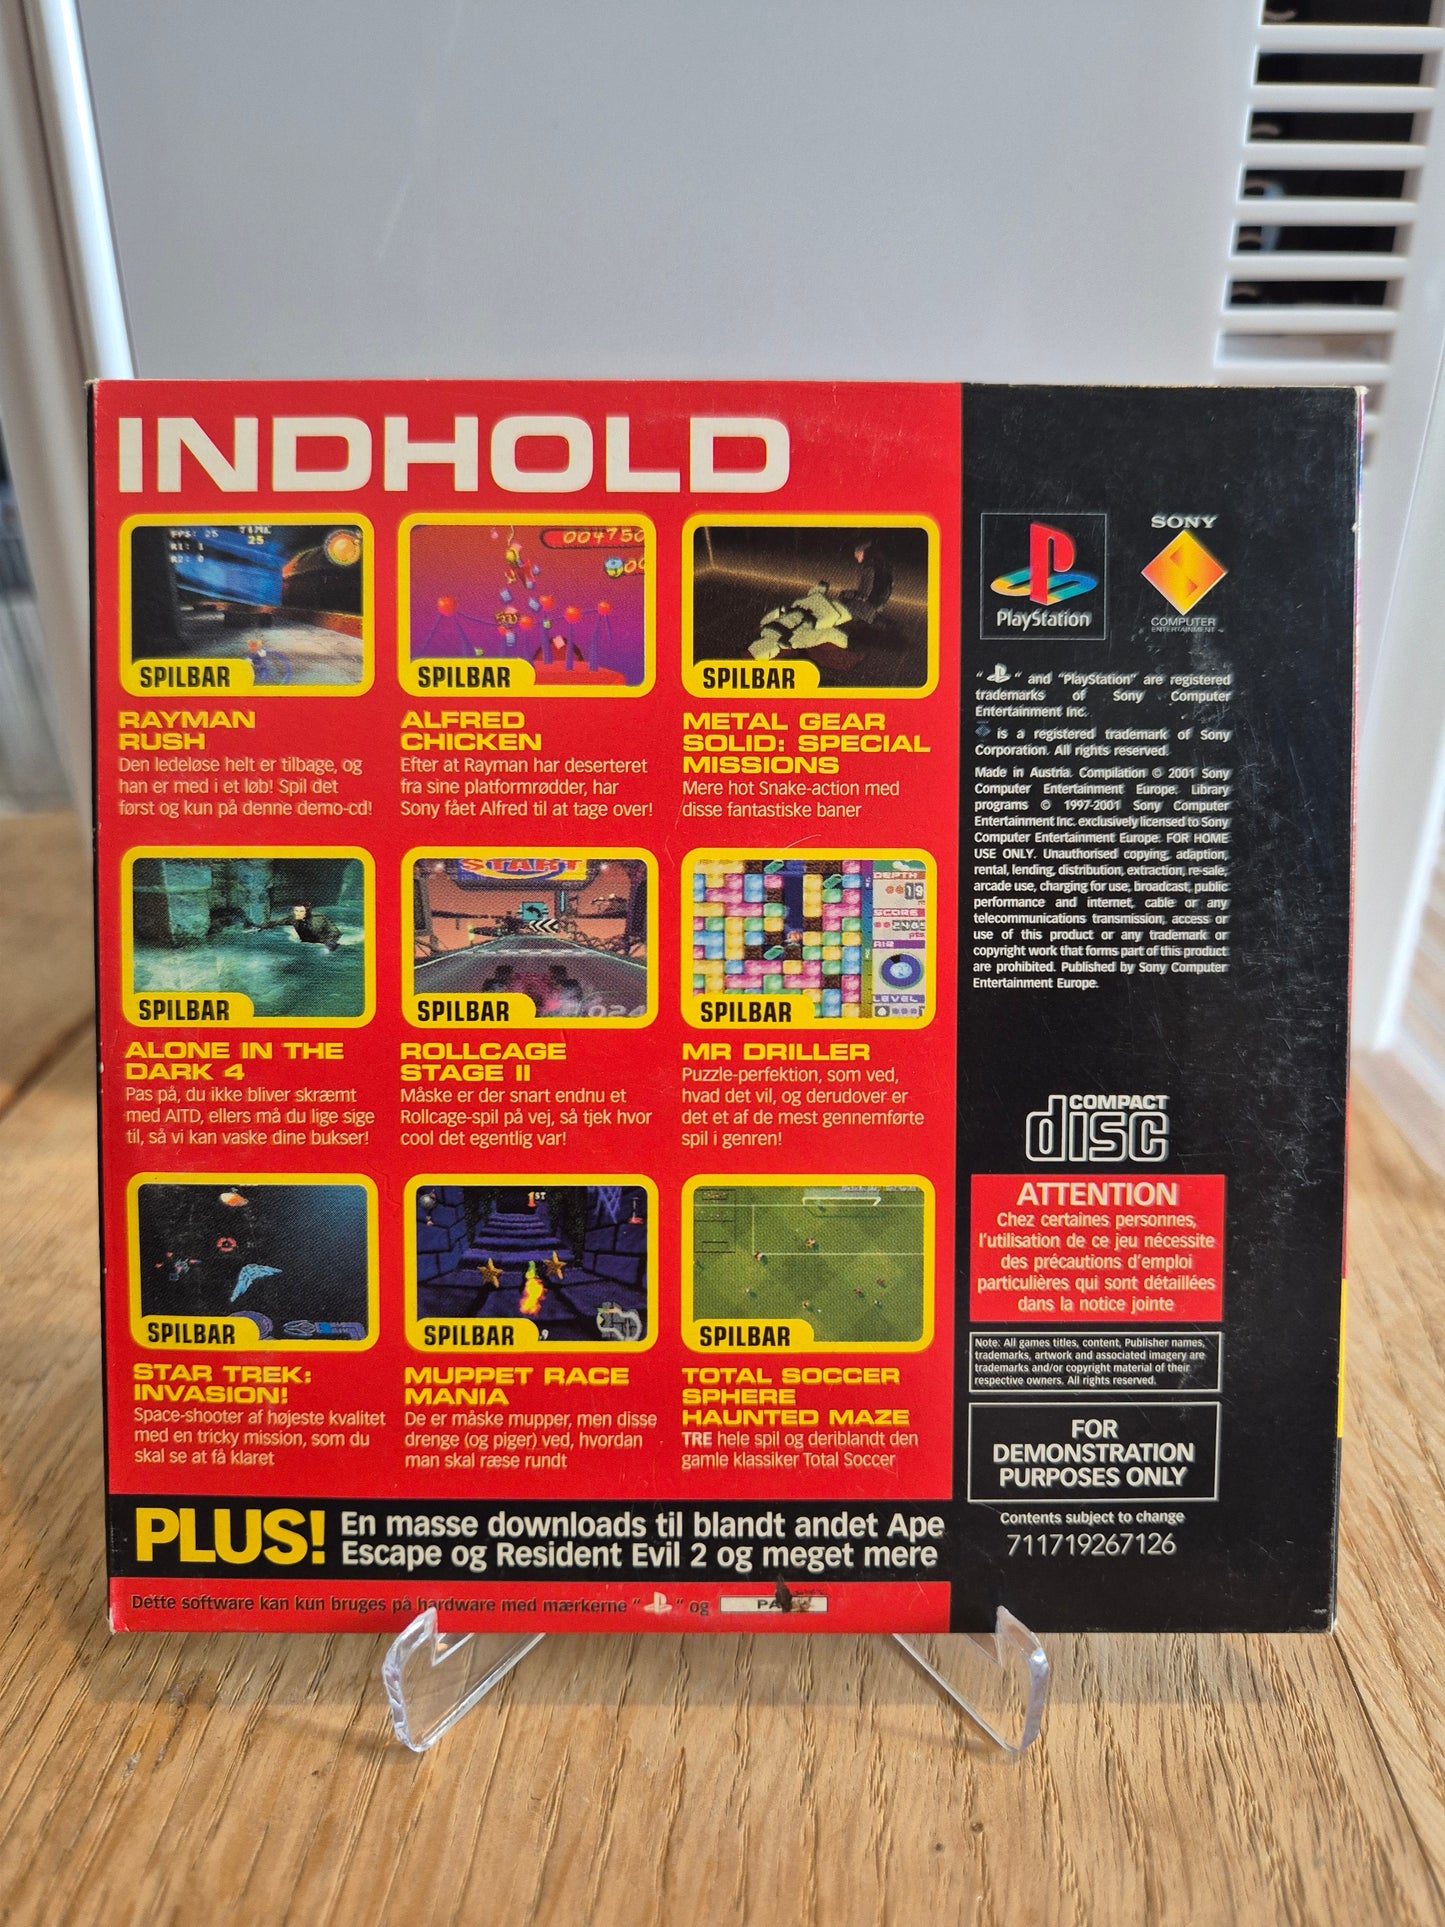 INDHOLD
FPS: 25
TIME
25
R1: 1
R2: 0
SPILBAR
RAYMAN
RUSH
Den ledeløse helt er tilbage, og
han er med i et løb! Spil det
først og kun på denne demo-cd!
004750
SPILBAR
ALFRED
CHICKEN
Efter at Rayman har deserteret
fra sine platformrødder, har
Sony fået Alfred til at tage over!
SPILBAR
METAL GEAR
SOLID: SPECIAL
MISSIONS
Mere hot Snake-action med
disse fantastiske baner
SPILBAR
ALONE IN THE
DARK 4
Pas på, du ikke bliver skræmt
med AITD, ellers må du lige sige
til, så vi kan vaske dine bukser!
START
SPILBAR
ROLLCAGE
STAGE II
Måske er der snart endnu et
Rollcage-spil på vej, så tjek hvor
cool det egentlig var!
DEPTH
19
SCORE
AIR
LEVEL
SPILBAR
MR DRILLER
Puzzle-perfektion, som ved,
hvad det vil, og derudover er
det et af de mest gennemførte
spil i genren!
SPILBAR
STAR TREK:
INVASION!
Space-shooter af højeste kvalitet
med en tricky mission, som du
skal se at få klaret
1ST
SPILBAR
MUPPET RACE
MANIA
De er måske mupper, men disse
drenge (og piger) ved, hvordan
man skal ræse rundt
SPILBAR
TOTAL SOCCER
SPHERE
HAUNTED MAZE
TRE hele spil og deriblandt den
gamle klassiker Total Soccer
PLUS! En masse downloads til blandt andet Ape
Escape og Resident Evil 2 og meget mere
Dette software kan kun bruges på hardware med mærkerne " " og
PlayStation
SONY
COMPUTER
ENTERTAINMENT
" " and "PlayStation" are registered
trademarks of Sony Computer
Entertainment Inc.
is a registered trademark of Sony
Corporation. All rights reserved.
Made in Austria. Compilation © 2001 Sony
Computer Entertainment Europe. Library
programs © 1997-2001 Sony Computer
Entertainment Inc. exclusively licensed to Sony
Computer Entertainment Europe. FOR HOME
USE ONLY. Unauthorised copying, adaption,
rental, lending, distribution, extraction, re-sale,
arcade use, charging for use, broadcast, public
performance and internet, cable or any
telecommunications transmission, access or
use of this product or any trademark or
copyright work that forms part of this product
are prohibited. Published by Sony Computer
Entertainment Europe.
COMPACT
disc
ATTENTION
Chez certaines personnes,
l'utilisation de ce jeu nécessite
des précautions d'emploi
particulières qui sont détaillées
dans la notice jointe
Note: All games titles, content, Publisher names,
trademarks, artwork and associated imagery are
trademarks and/or copyright material of their
respective owners. All rights reserved.
FOR
DEMONSTRATION
PURPOSES ONLY
Contents subject to change
711719267126